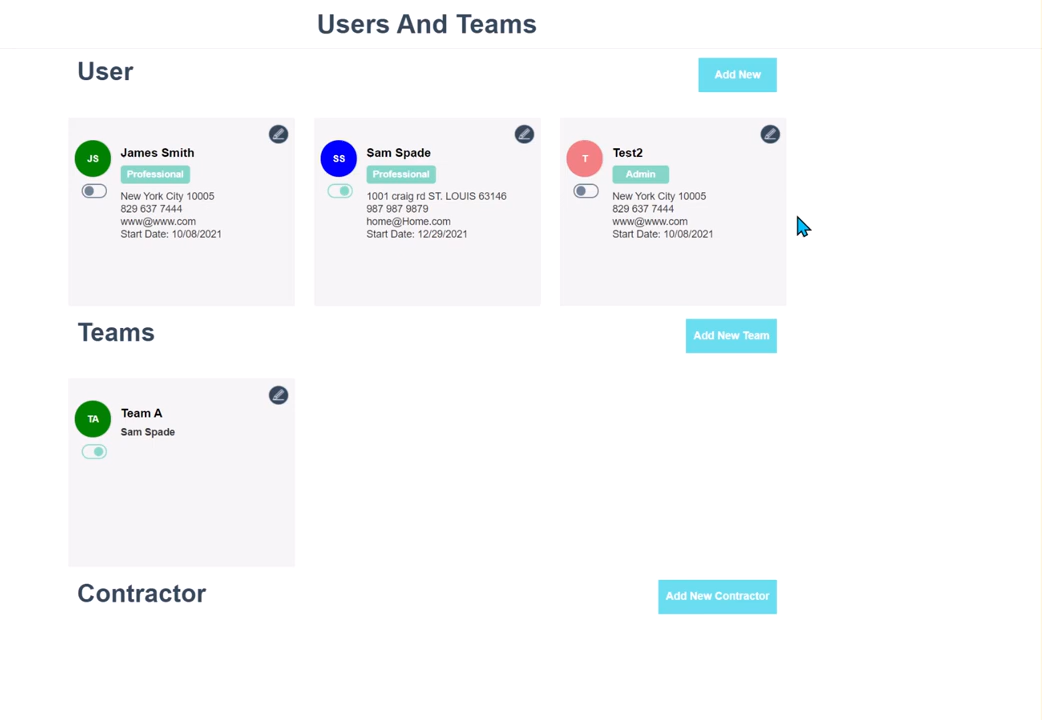 Users And Teams
User
Add New
JS
James Smith
Professional
New York City 10005
829 637 7444
www@www.com
Start Date: 10/08/2021
SS
Sam Spade
Professional
1001 craig rd ST. LOUIS 63146
987 987 9879
home@Hone.com
Start Date: 12/29/2021
T
Test2
Admin
New York City 10005
829 637 7444
www@www.com
Start Date: 10/08/2021
Teams
Add New Team
TA
Team A
Sam Spade
Contractor
Add New Contractor